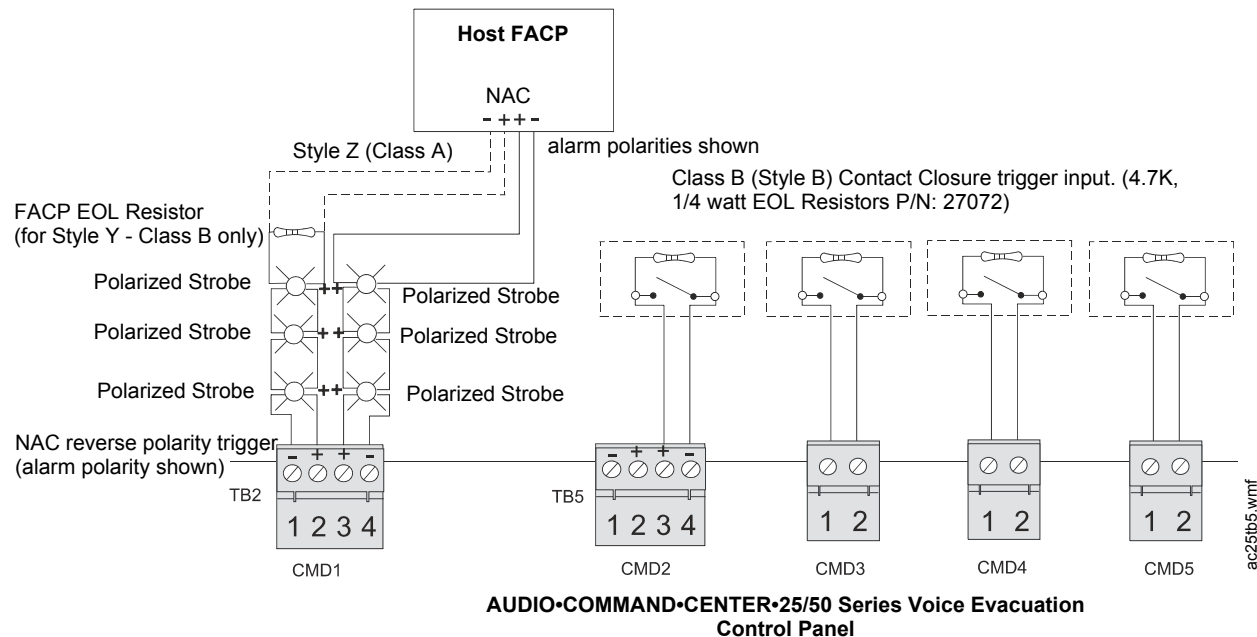 Host FACP
NAC
- + + -
alarm polarities shown
Style Z (Class A)
Class B (Style B) Contact Closure trigger input. (4.7K,
1/4 watt EOL Resistors P/N: 27072)
FACP EOL Resistor
(for Style Y - Class B only)
Polarized Strobe
++
Polarized Strobe
Polarized Strobe
++
Polarized Strobe
Polarized Strobe
++
Polarized Strobe
NAC reverse polarity trigger
(alarm polarity shown)
- + + -
- + + -
TB2
TB5
1 2 3 4
1 2 3 4
1 2
1 2
1 2
CMD1
CMD2
CMD3
CMD4
CMD5
ac25tb5.wmf
AUDIO•COMMAND•CENTER•25/50 Series Voice Evacuation
Control Panel